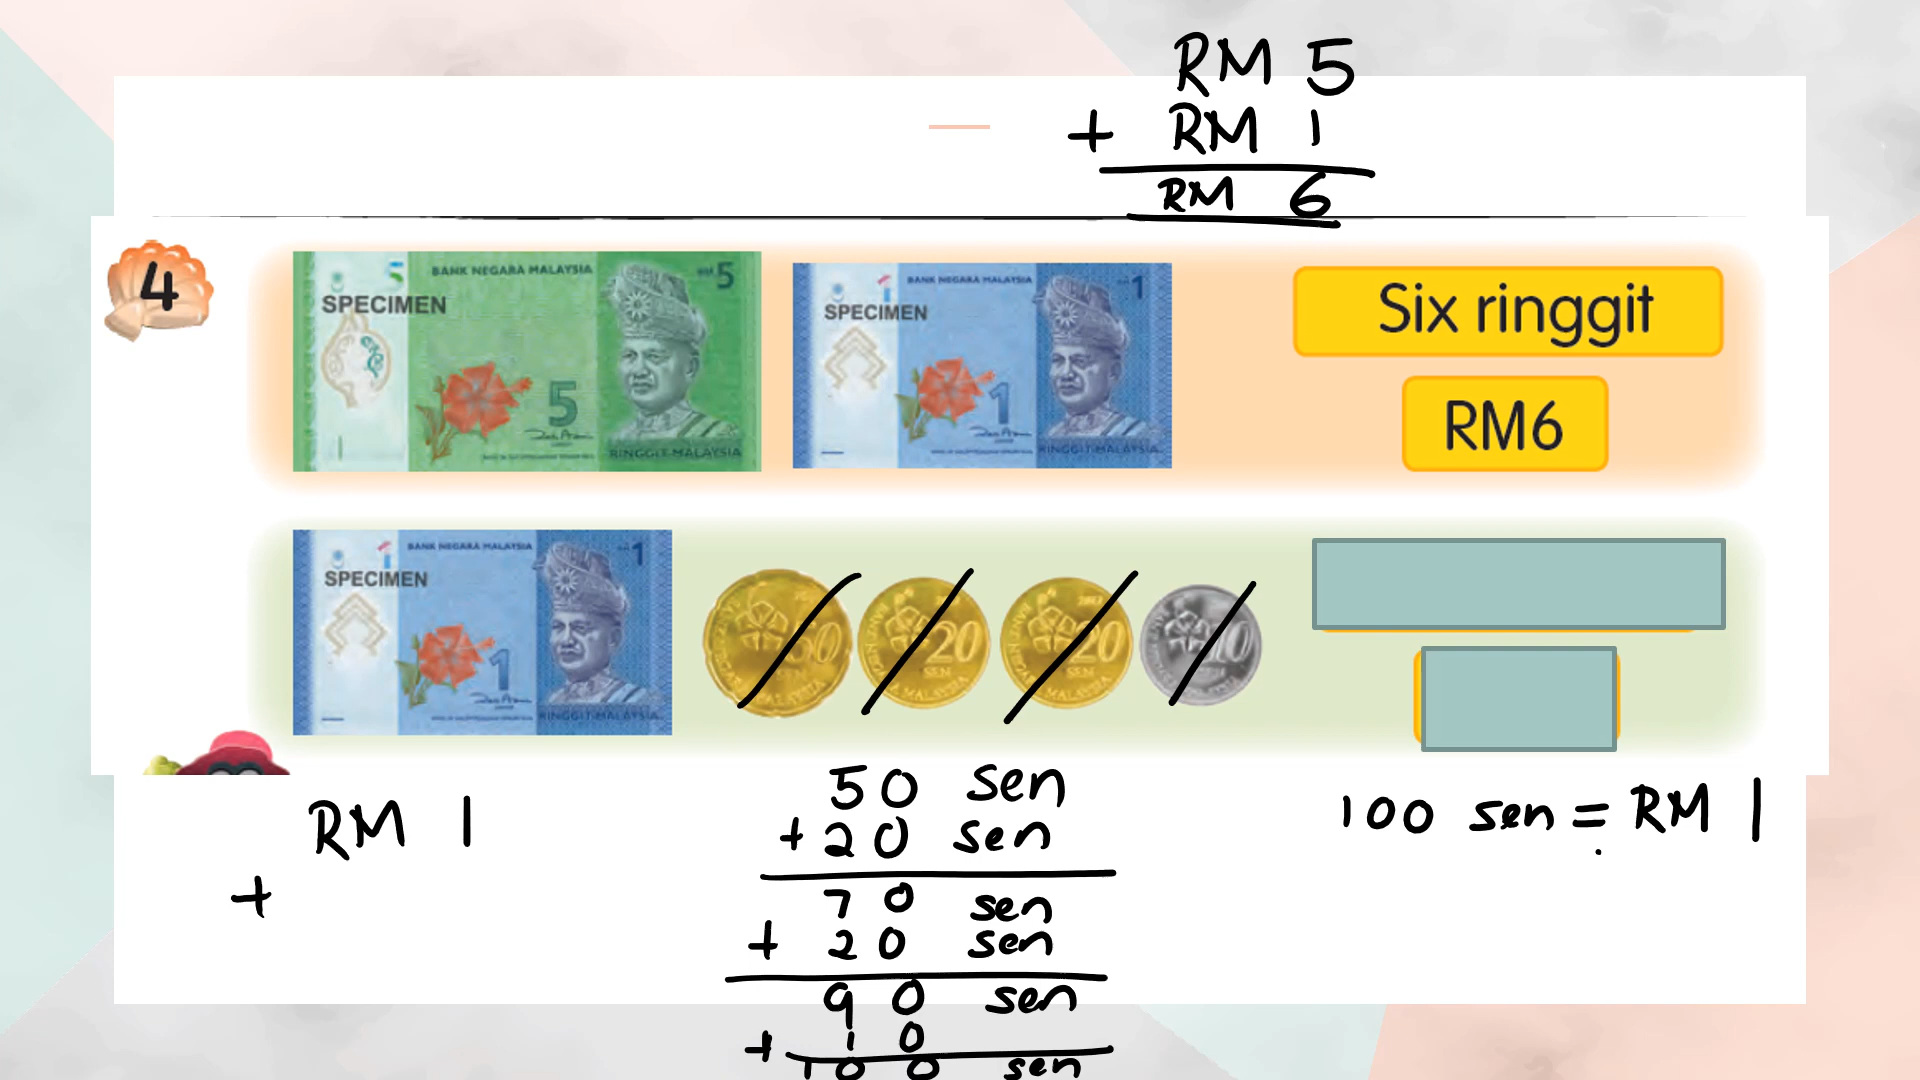 RM 5
+ RM 1
RM 6
4
BANK NEGARA MALAYSIA
RM5
5
SPECIMEN
5
RINGGIT MALAYSIA
BANK NEGARA MALAYSIA
1
1
SPECIMEN
1
RINGGIT MALAYSIA
Six ringgit
RM6
BANK NEGARA MALAYSIA
1
1
SPECIMEN
1
RINGGIT MALAYSIA
50
20
SEN
20
SEN
10
RM 1
+
50 sen
+ 20 sen
70 sen
+ 20 sen
90 sen
+ 10
100 sen
100 sen = RM 1